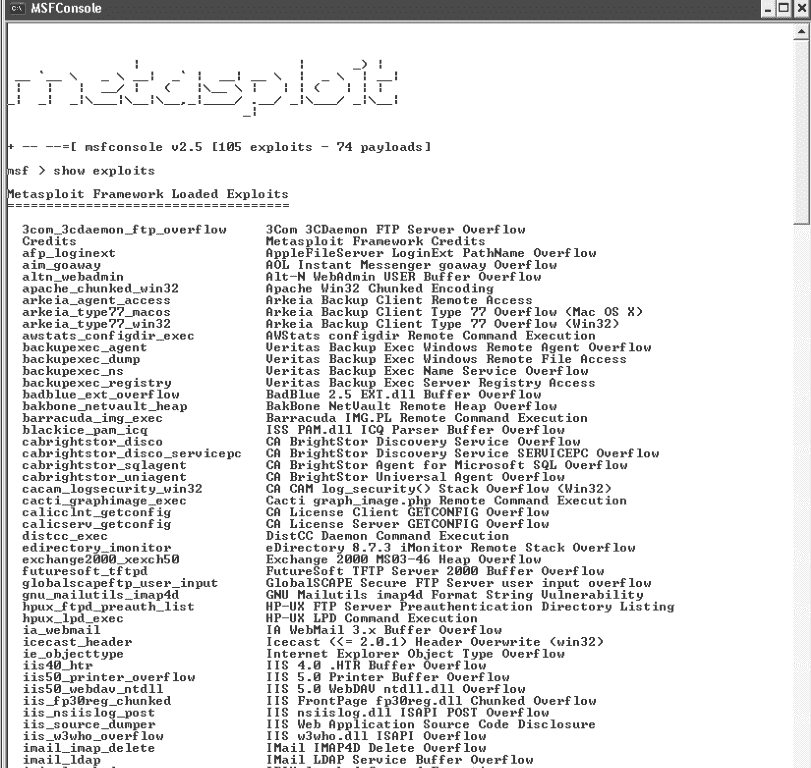 MSFConsole
metasploit
+ -- --=[ msfconsole v2.5 [105 exploits - 74 payloads]
msf > show exploits
Metasploit Framework Loaded Exploits
====================================
3com_3cdaemon_ftp_overflow 3Com 3CDaemon FTP Server Overflow
Credits Metasploit Framework Credits
afp_loginext AppleFileServer LoginExt PathName Overflow
aim_goaway AOL Instant Messenger goaway Overflow
altn_webadmin Alt-N WebAdmin USER Buffer Overflow
apache_chunked_win32 Apache Win32 Chunked Encoding
arkeia_agent_access Arkeia Backup Client Remote Access
arkeia_type77_macos Arkeia Backup Client Type 77 Overflow (Mac OS X)
arkeia_type77_win32 Arkeia Backup Client Type 77 Overflow (Win32)
awstats_configdir_exec AWStats configdir Remote Command Execution
backupexec_agent Veritas Backup Exec Windows Remote Agent Overflow
backupexec_dump Veritas Backup Exec Windows Remote File Access
backupexec_ns Veritas Backup Exec Name Service Overflow
backupexec_registry Veritas Backup Exec Server Registry Access
badblue_ext_overflow BadBlue 2.5 EXT.dll Buffer Overflow
bakbone_netvault_heap BakBone NetVault Remote Heap Overflow
barracuda_img_exec Barracuda IMG.PL Remote Command Execution
blackice_pam_icq ISS PAM.dll ICQ Parser Buffer Overflow
cabrightstor_disco CA BrightStor Discovery Service Overflow
cabrightstor_disco_servicepc CA BrightStor Discovery Service SERVICEPC Overflow
cabrightstor_sqlagent CA BrightStor Agent for Microsoft SQL Overflow
cabrightstor_uniagent CA BrightStor Universal Agent Overflow
cacam_logsecurity_win32 CA CAM log_security() Stack Overflow (Win32)
cacti_graphimage_exec Cacti graph_image.php Remote Command Execution
calicclnt_getconfig CA License Client GETCONFIG Overflow
calicserv_getconfig CA License Server GETCONFIG Overflow
distcc_exec DistCC Daemon Command Execution
edirectory_imonitor eDirectory 8.7.3 iMonitor Remote Stack Overflow
exchange2000_xexch50 Exchange 2000 MS03-46 Heap Overflow
futuresoft_tftpd FutureSoft TFTP Server 2000 Buffer Overflow
globalscapeftp_user_input GlobalSCAPE Secure FTP Server user input overflow
gnu_mailutils_imap4d GNU Mailutils imap4d Format String Vulnerability
hpux_ftpd_preauth_list HP-UX FTP Server Preauthentication Directory Listing
hpux_lpd_exec HP-UX LPD Command Execution
ia_webmail IA WebMail 3.x Buffer Overflow
icecast_header Icecast (<= 2.0.1) Header Overwrite (win32)
ie_objecttype Internet Explorer Object Type Overflow
iis40_htr IIS 4.0 .HTR Buffer Overflow
iis50_printer_overflow IIS 5.0 Printer Buffer Overflow
iis50_webdav_ntdll IIS 5.0 WebDAV ntdll.dll Overflow
iis_fp30reg_chunked IIS FrontPage fp30reg.dll Chunked Overflow
iis_nsiislog_post IIS nsiislog.dll ISAPI POST Overflow
iis_source_dumper IIS Web Application Source Code Disclosure
iis_w3who_overflow IIS w3who.dll ISAPI Overflow
imail_imap_delete IMail IMAP4D Delete Overflow
imail_ldap IMail LDAP Service Buffer Overflow